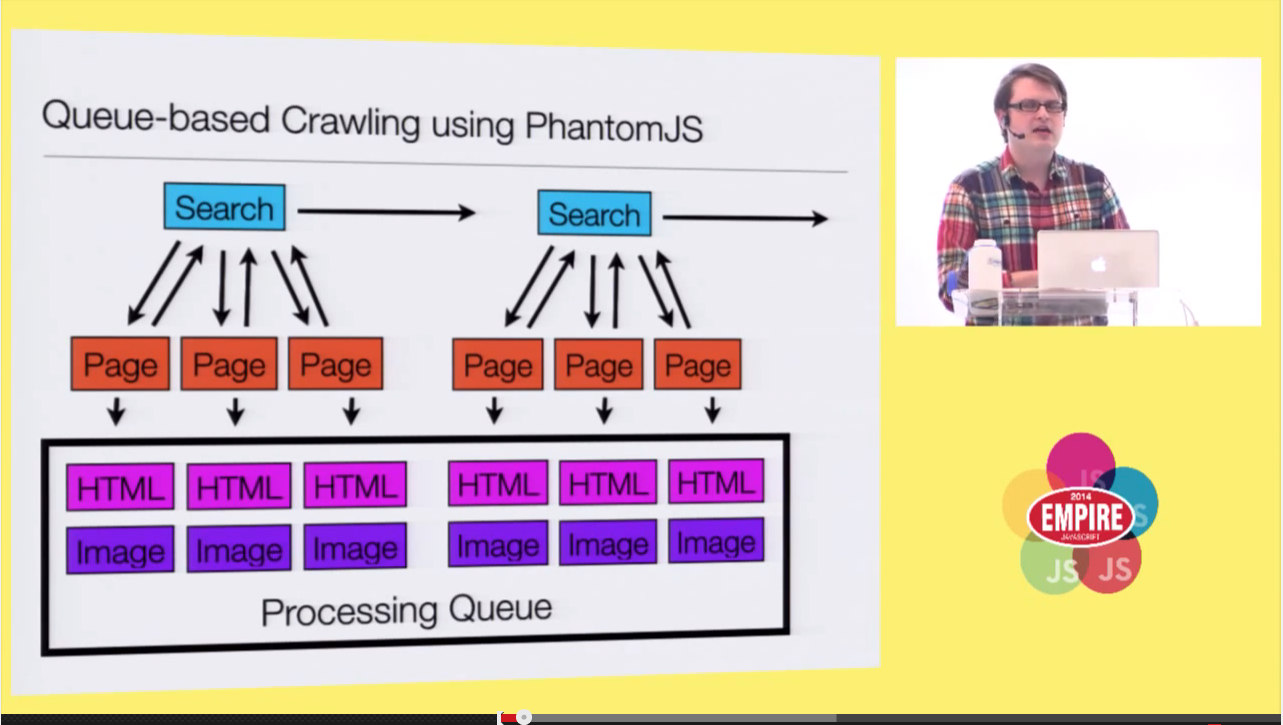 Queue-based Crawling using PhantomJS
Search
Search
Page Page Page
Page Page Page
HTML HTML HTML
HTML HTML HTML
Image Image Image
Image Image Image
Processing Queue
JS
2014
EMPIRE
JAVASCRIPT
S
JS
JS